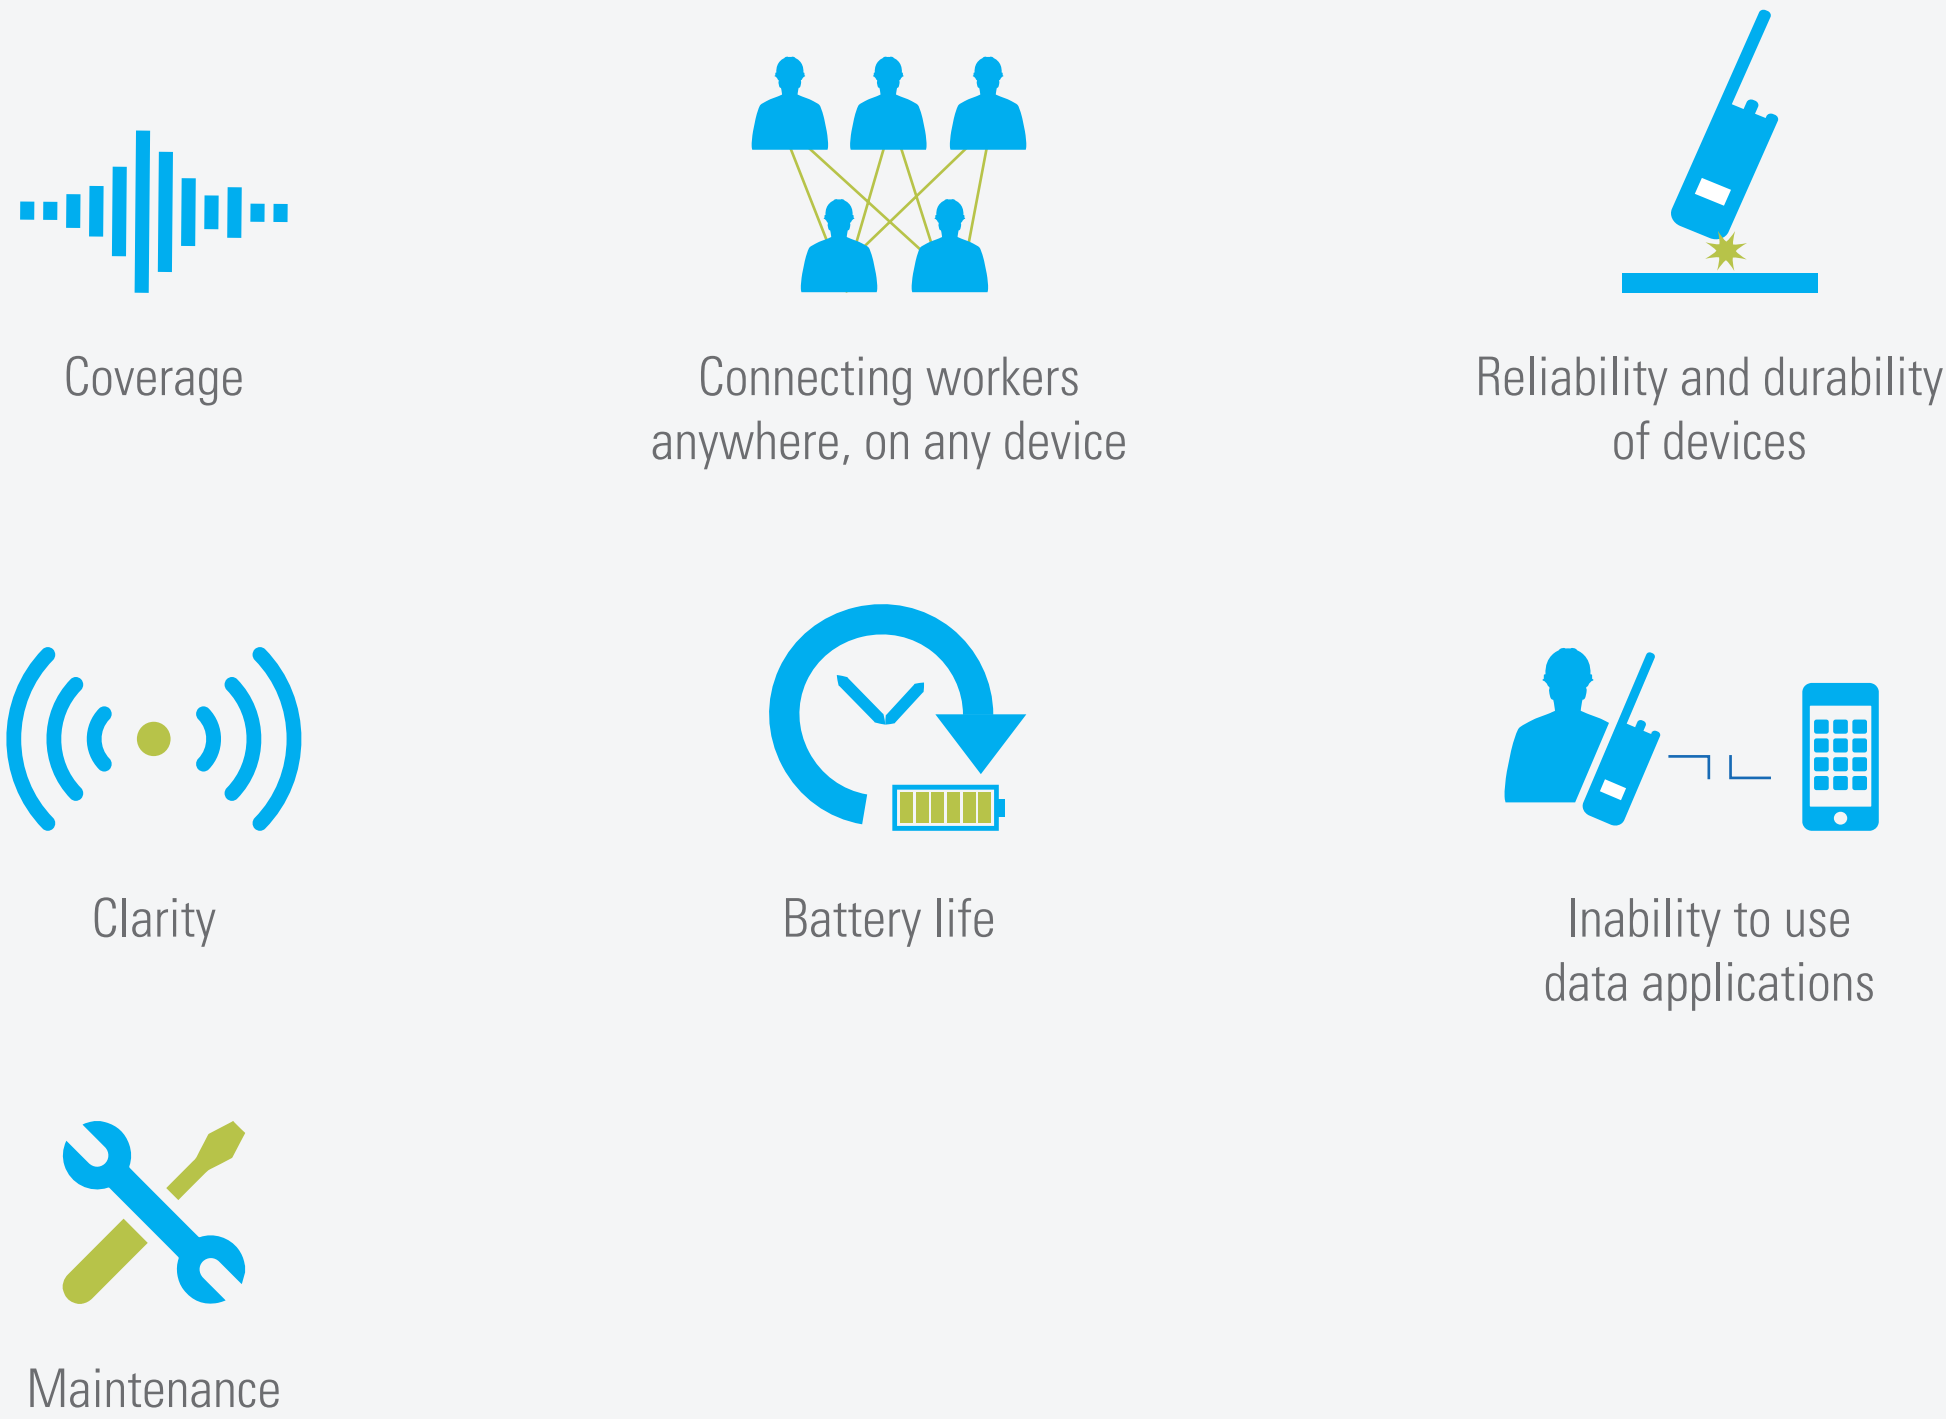 Coverage
Connecting workers
anywhere, on any device
Reliability and durability
of devices
Clarity
Battery life
Inability to use
data applications
Maintenance